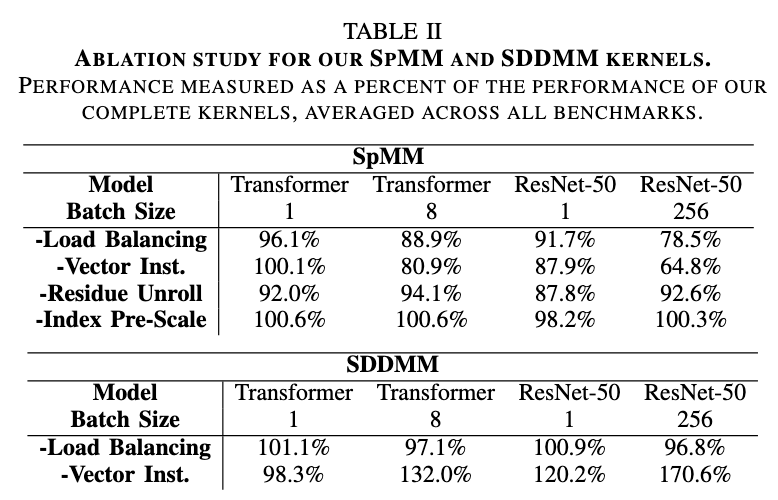 TABLE II
ABLATION STUDY FOR OUR SPMM AND SDDMM KERNELS.
PERFORMANCE MEASURED AS A PERCENT OF THE PERFORMANCE OF OUR
COMPLETE KERNELS, AVERAGED ACROSS ALL BENCHMARKS.
SpMM
Model Transformer Transformer ResNet-50 ResNet-50
Batch Size 1 8 1 256
-Load Balancing 96.1% 88.9% 91.7% 78.5%
-Vector Inst. 100.1% 80.9% 87.9% 64.8%
-Residue Unroll 92.0% 94.1% 87.8% 92.6%
-Index Pre-Scale 100.6% 100.6% 98.2% 100.3%
SDDMM
Model Transformer Transformer ResNet-50 ResNet-50
Batch Size 1 8 1 256
-Load Balancing 101.1% 97.1% 100.9% 96.8%
-Vector Inst. 98.3% 132.0% 120.2% 170.6%